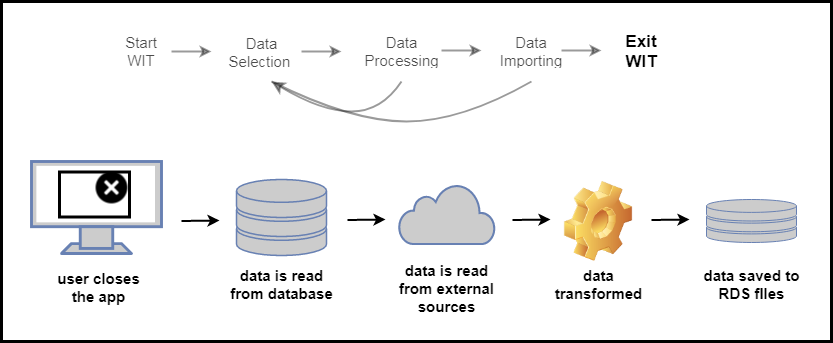 Start
WIT
Data
Selection
Data
Processing
Data
Importing
Exit
WIT
user closes
the app
data is read
from database
data is read
from external
sources
data
transformed
data saved to
RDS fIles